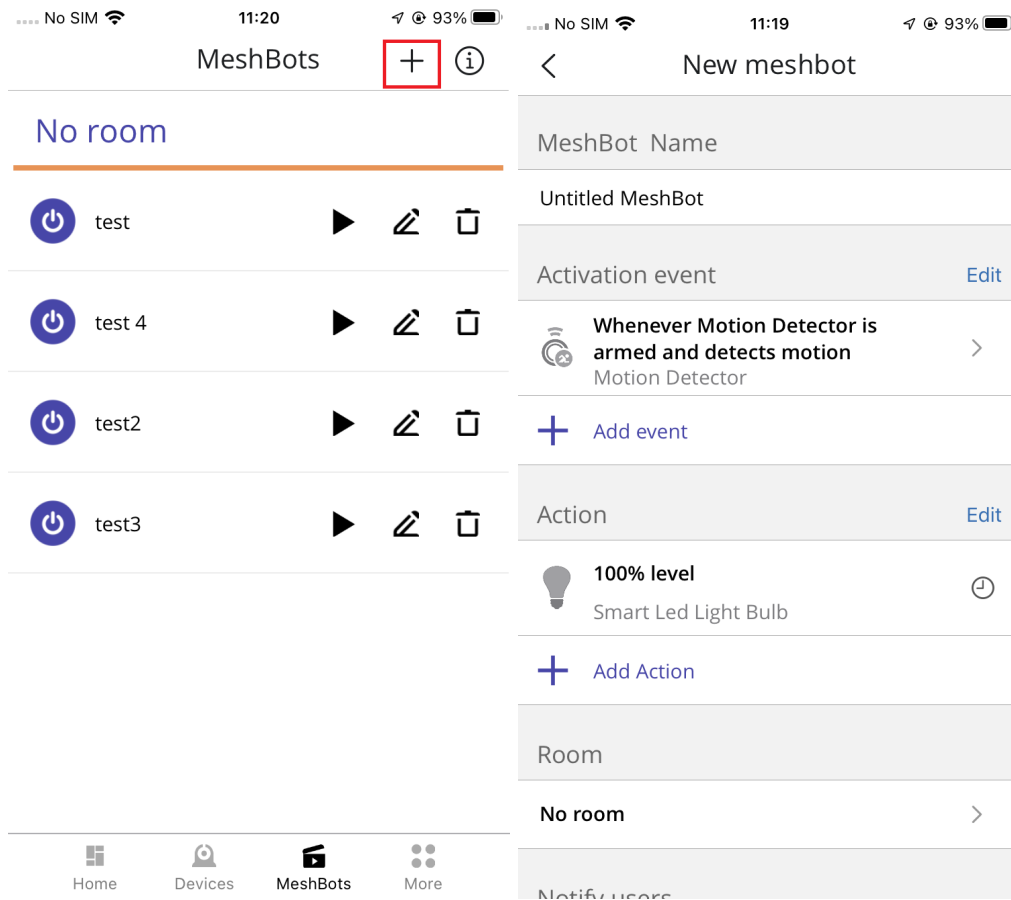 No SIM 11:20 93%
MeshBots
No room
test
test 4
test2
test3
Home Devices MeshBots More
No SIM 11:19 93%
New meshbot
MeshBot Name
Untitled MeshBot
Activation event Edit
Whenever Motion Detector is
armed and detects motion
Motion Detector
Add event
Action Edit
100% level
Smart Led Light Bulb
Add Action
Room
No room
Notify users